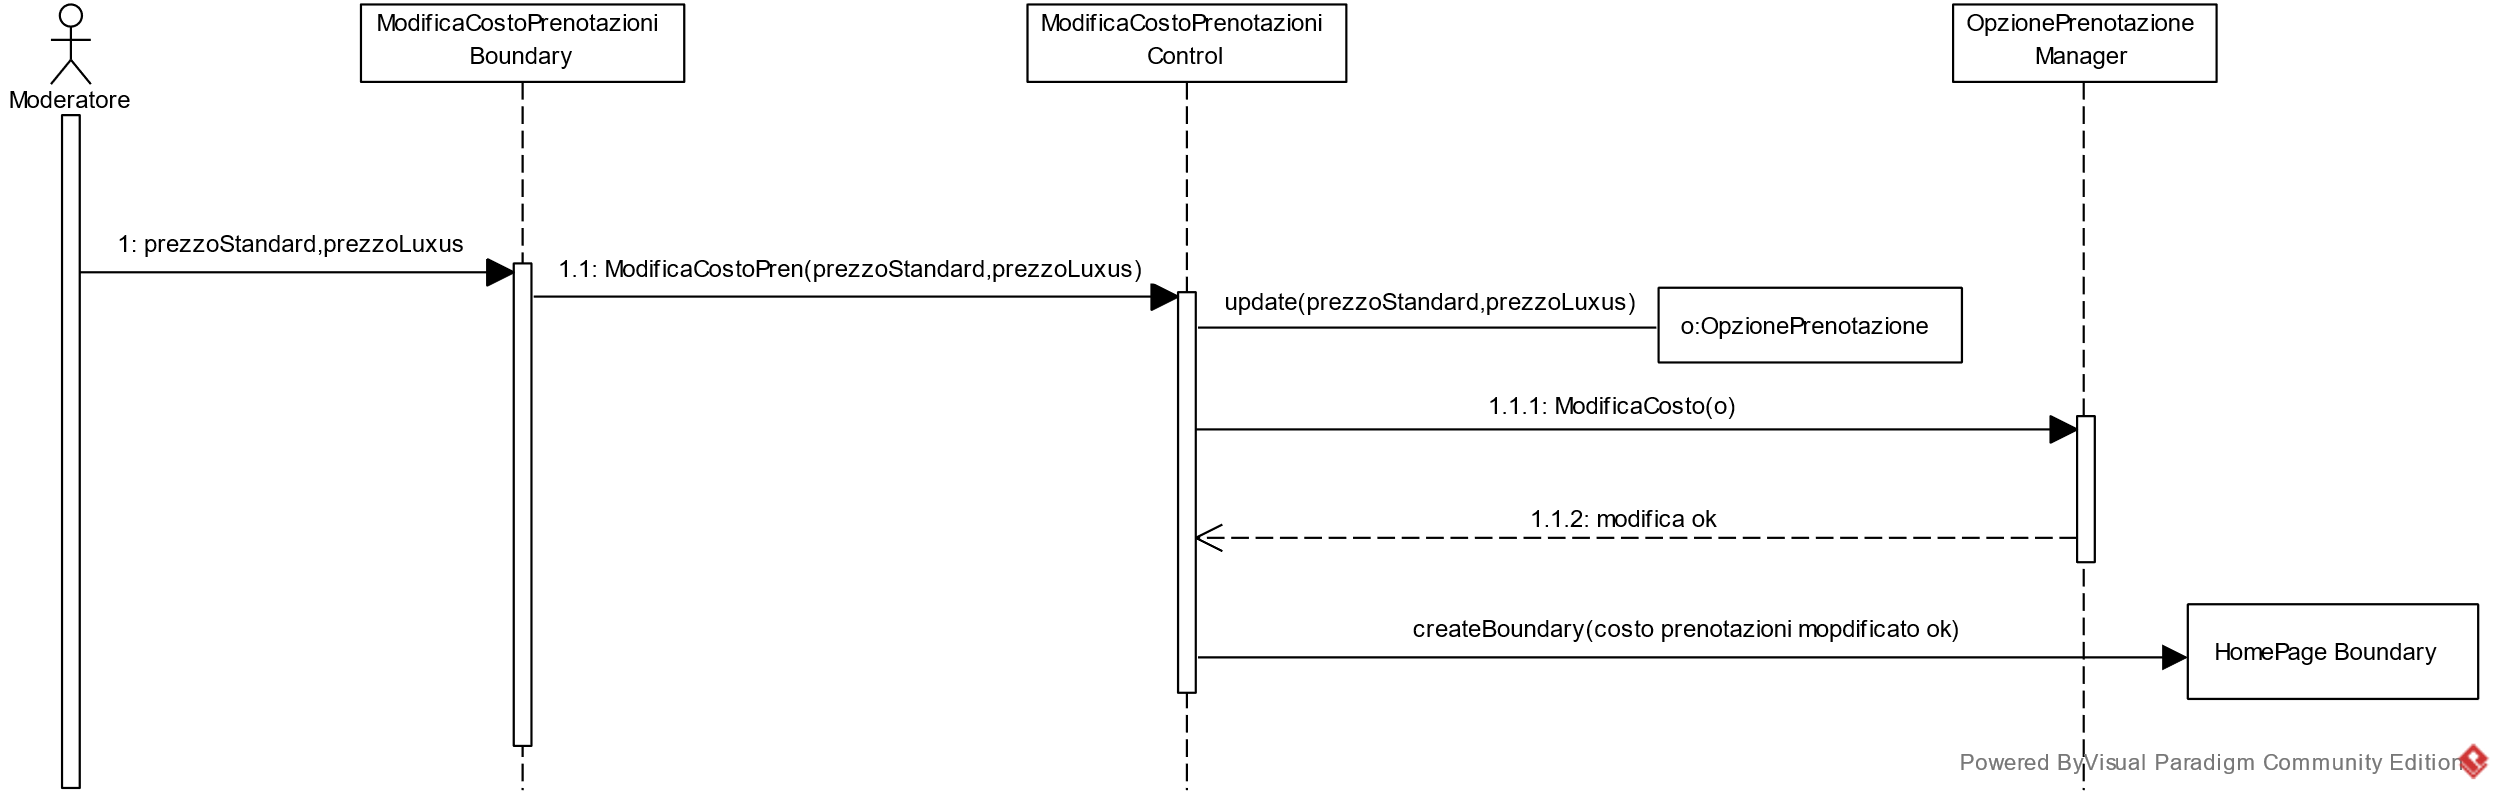 ModificaCostoPrenotazioni
Boundary
ModificaCostoPrenotazioni
Control
OpzionePrenotazione
Manager
Moderatore
1: prezzoStandard,prezzoLuxus
1.1: ModificaCostoPren(prezzoStandard,prezzoLuxus)
update(prezzoStandard,prezzoLuxus)
o:OpzionePrenotazione
1.1.1: ModificaCosto(o)
1.1.2: modifica ok
createBoundary(costo prenotazioni mopdificato ok)
HomePage Boundary
Powered By Visual Paradigm Community Edition